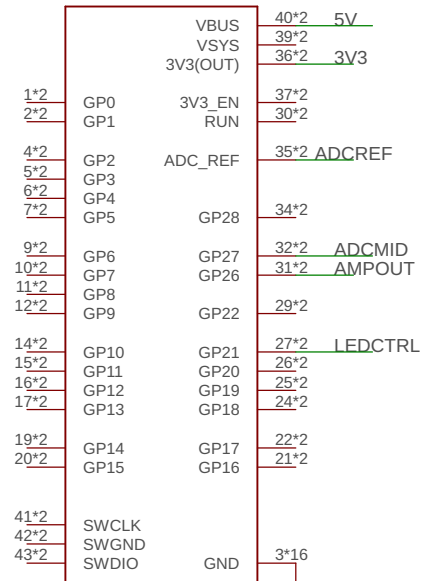 VBUS 40*2 5V
VSYS 39*2
3V3(OUT) 36*2 3V3
1*2 GP0 3V3_EN 37*2
2*2 GP1 RUN 30*2
4*2 GP2 ADC_REF 35*2 ADCREF
5*2 GP3
6*2 GP4
7*2 GP5 GP28 34*2
9*2 GP6 GP27 32*2 ADCMID
10*2 GP7 GP26 31*2 AMPOUT
11*2 GP8
12*2 GP9 GP22 29*2
14*2 GP10 GP21 27*2 LEDCTRL
15*2 GP11 GP20 26*2
16*2 GP12 GP19 25*2
17*2 GP13 GP18 24*2
19*2 GP14 GP17 22*2
20*2 GP15 GP16 21*2
41*2 SWCLK
42*2 SWGND
43*2 SWDIO GND 3*16